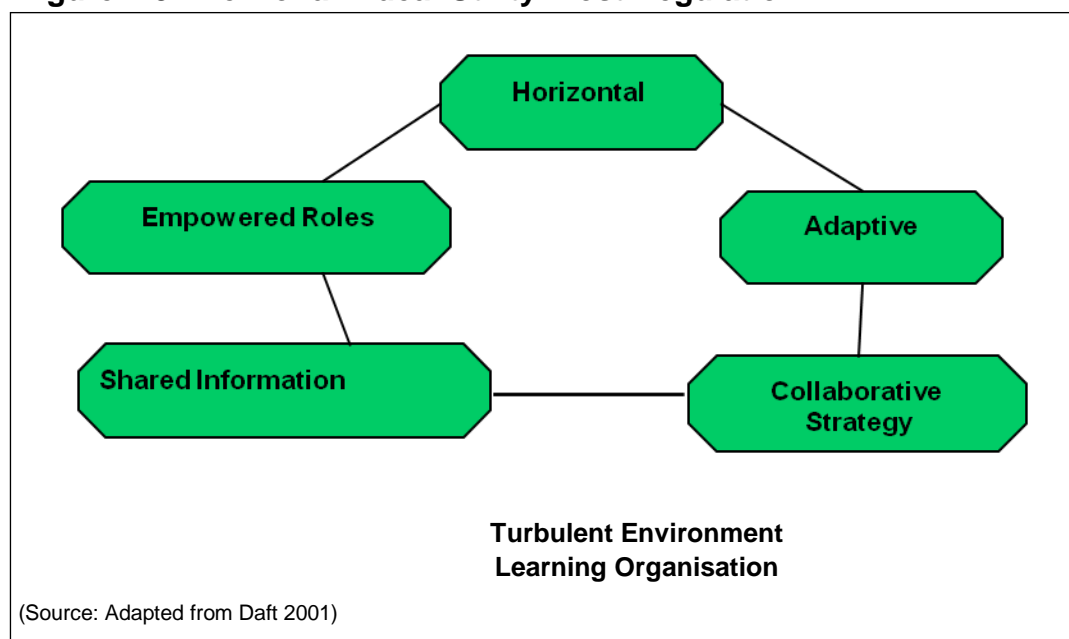 Horizontal
Empowered Roles
Adaptive
Shared Information
Collaborative
Strategy
Turbulent Environment
Learning Organisation
(Source: Adapted from Daft 2001)